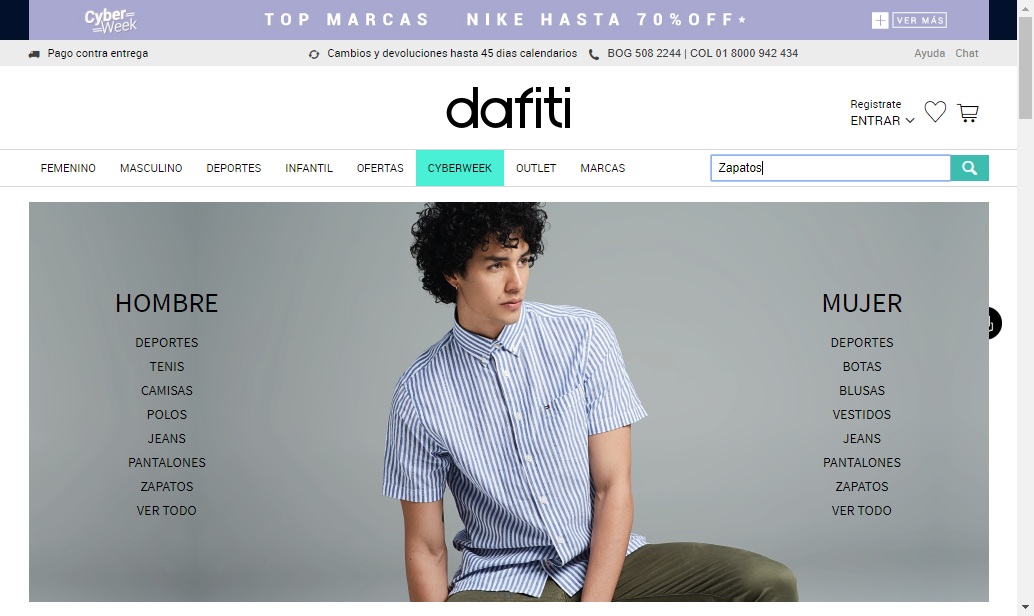 Cyber Week TOP MARCAS NIKE HASTA 70%OFF* + VER MÁS
Pago contra entrega Cambios y devoluciones hasta 45 dias calendarios BOG 508 2244 | COL 01 8000 942 434 Ayuda Chat
dafiti
Registrate
ENTRAR
FEMENINO MASCULINO DEPORTES INFANTIL OFERTAS CYBERWEEK OUTLET MARCAS Zapatos
HOMBRE
DEPORTES
TENIS
CAMISAS
POLOS
JEANS
PANTALONES
ZAPATOS
VER TODO
MUJER
DEPORTES
BOTAS
BLUSAS
VESTIDOS
JEANS
PANTALONES
ZAPATOS
VER TODO